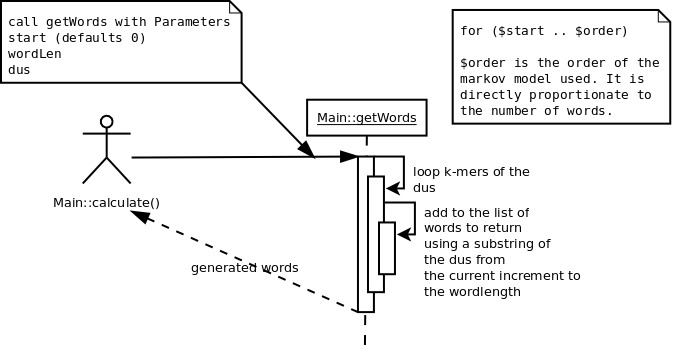 call getWords with Parameters
start (defaults 0)
wordLen
dus
for ($start .. $order)
$order is the order of the
markov model used. It is
directly proportionate to
the number of words.
Main::getWords
loop k-mers of the
dus
Main::calculate()
add to the list of
words to return
using a substring of
the dus from
the current increment to
the wordlength
generated words